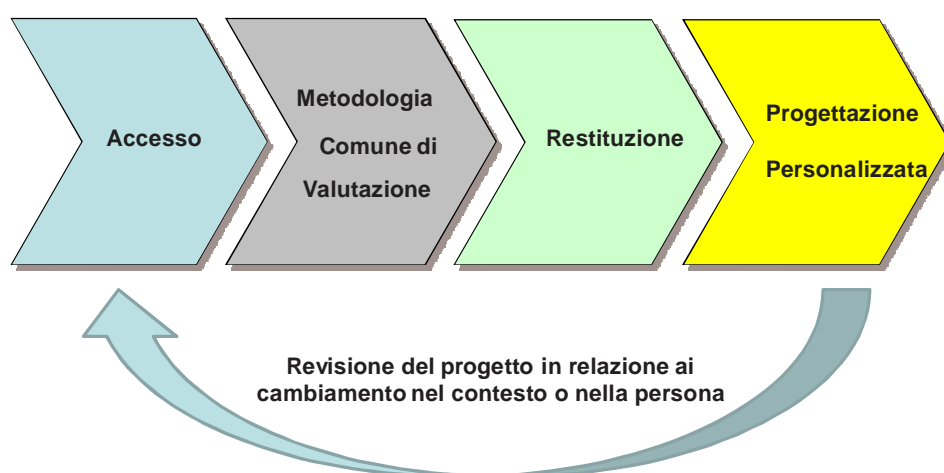 Accesso
Metodologia
Comune di
Valutazione
Restituzione
Progettazione
Personalizzata
Revisione del progetto in relazione ai
cambiamento nel contesto o nella persona